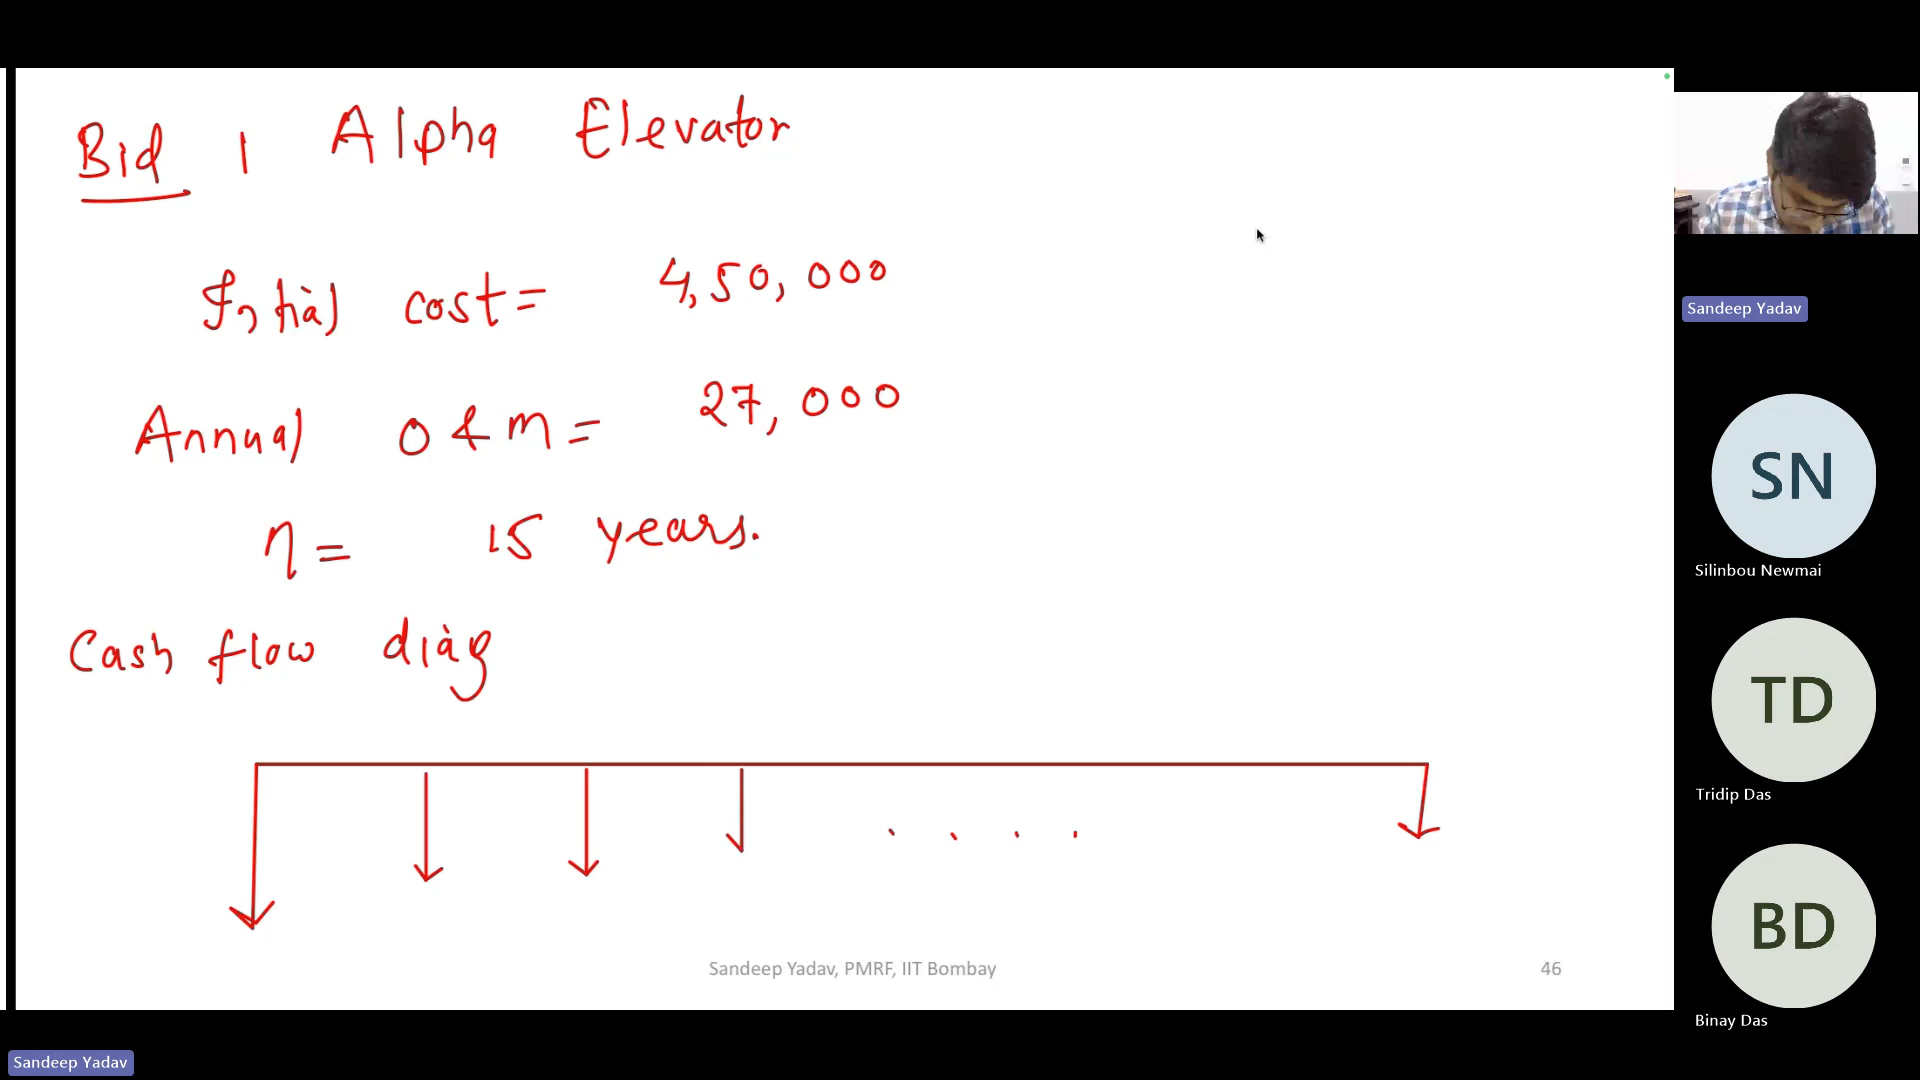 Bid 1 Alpha Elevator
Initial cost = 4,50,000
Annual O & m = 27,000
n = 15 years.
Cash flow diag
. . . .
Sandeep Yadav, PMRF, IIT Bombay
46
Sandeep Yadav
SN
Silinbou Newmai
TD
Tridip Das
BD
Binay Das
Sandeep Yadav